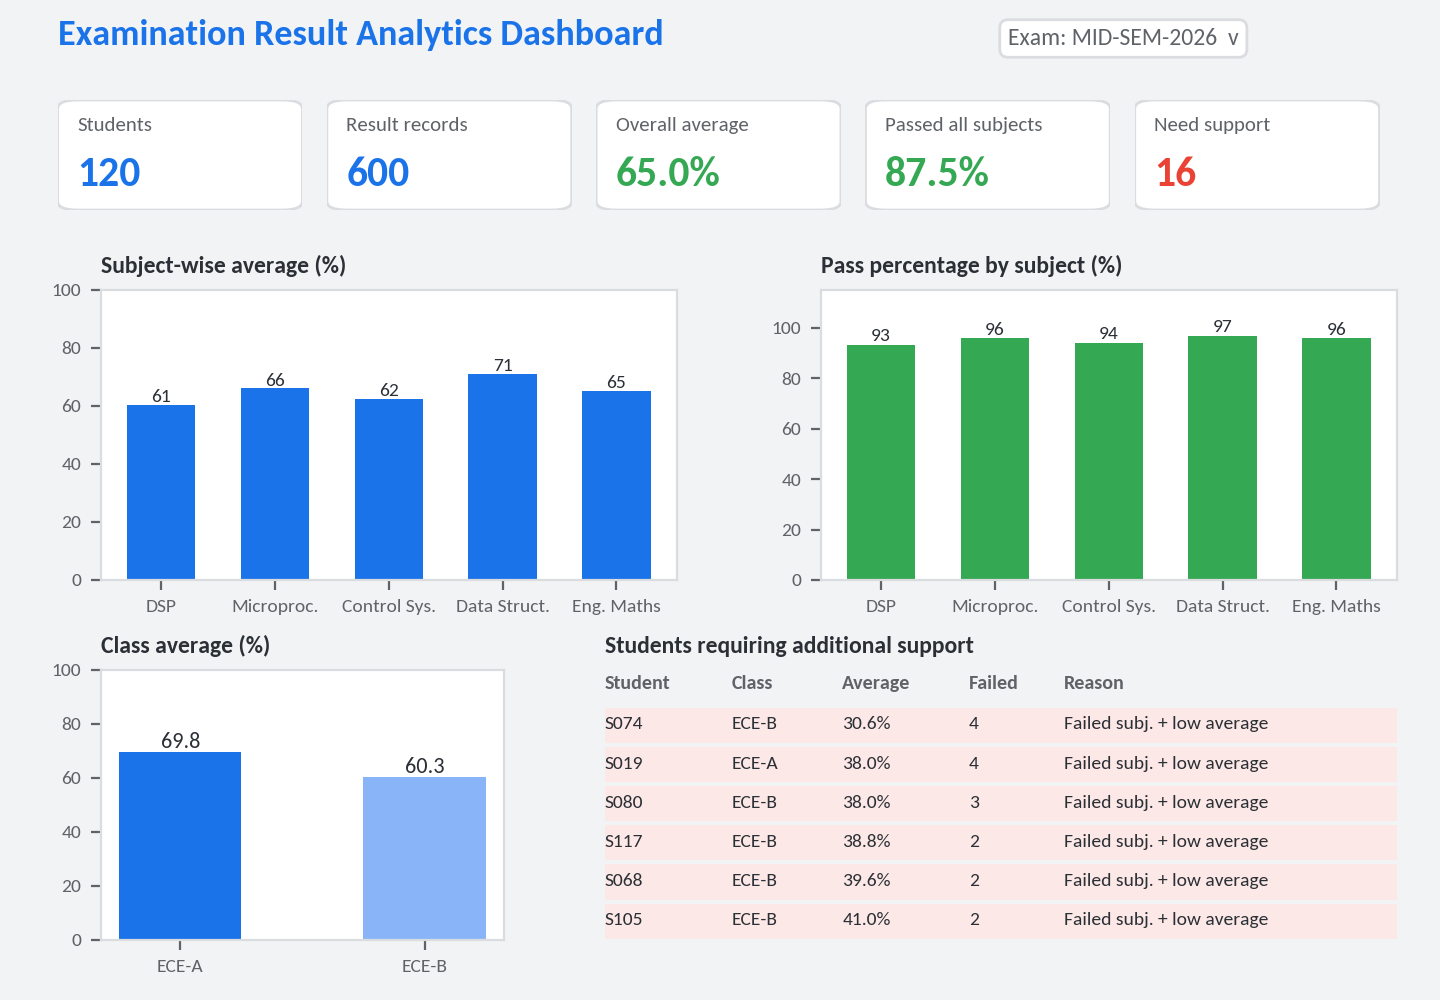 Examination Result Analytics Dashboard
Exam: MID-SEM-2026 v
Students
120
Result records
600
Overall average
65.0%
Passed all subjects
87.5%
Need support
16
Subject-wise average (%)
100
80
60
40
20
0
61
66
62
71
65
DSP Microproc. Control Sys. Data Struct. Eng. Maths
Pass percentage by subject (%)
100
80
60
40
20
0
93
96
94
97
96
DSP Microproc. Control Sys. Data Struct. Eng. Maths
Class average (%)
100
80
60
40
20
0
69.8
60.3
ECE-A ECE-B
Students requiring additional support
Student Class Average Failed Reason
S074 ECE-B 30.6% 4 Failed subj. + low average
S019 ECE-A 38.0% 4 Failed subj. + low average
S080 ECE-B 38.0% 3 Failed subj. + low average
S117 ECE-B 38.8% 2 Failed subj. + low average
S068 ECE-B 39.6% 2 Failed subj. + low average
S105 ECE-B 41.0% 2 Failed subj. + low average